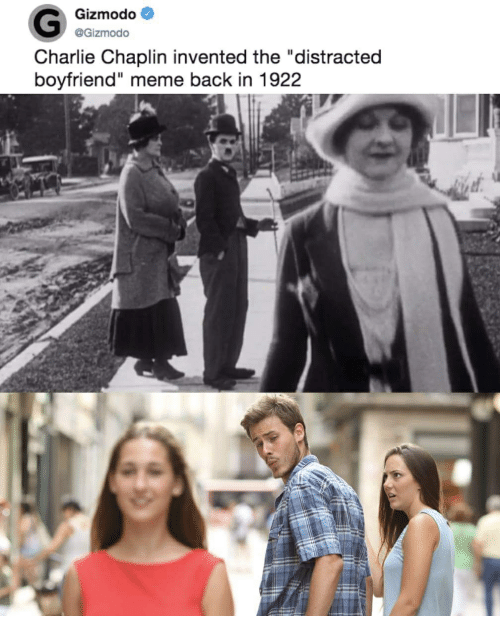 G
Gizmodo
@Gizmodo
Charlie Chaplin invented the "distracted
boyfriend" meme back in 1922